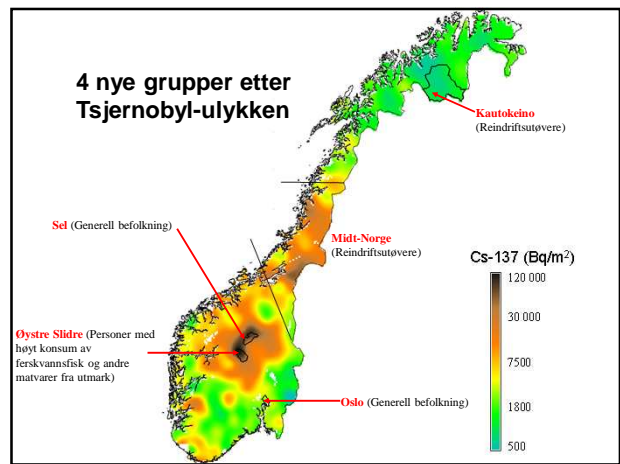 4 nye grupper etter
Tsjernobyl-ulykken
Kautokeino
(Reindriftsutøvere)
Sel (Generell befolkning)
Midt-Norge
(Reindriftsutøvere)
Cs-137 (Bq/m²)
120 000
30 000
7500
1800
500
Øystre Slidre (Personer med
høyt konsum av
ferskvannsfisk og andre
matvarer fra utmark)
Oslo (Generell befolkning)